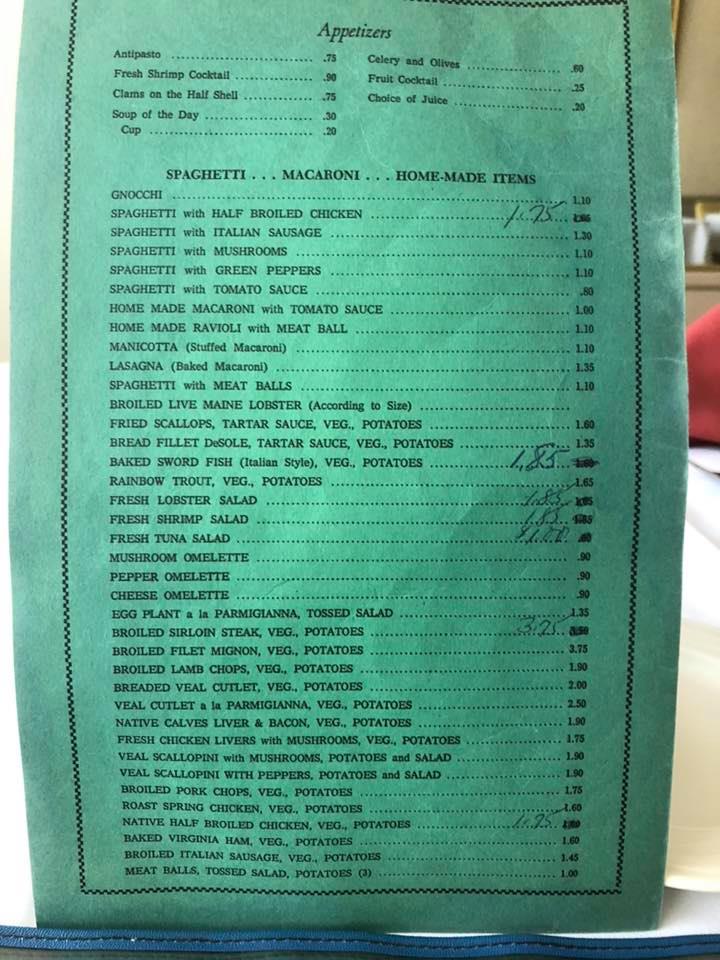 Appetizers
Antipasto .75
Fresh Shrimp Cocktail .90
Clams on the Half Shell .75
Soup of the Day .30
Cup .20
Celery and Olives .60
Fruit Cocktail .25
Choice of Juice .20
SPAGHETTI . . . MACARONI . . . HOME-MADE ITEMS
GNOCCHI 1.10
SPAGHETTI with HALF BROILED CHICKEN 1.75
SPAGHETTI with ITALIAN SAUSAGE 1.30
SPAGHETTI with MUSHROOMS 1.10
SPAGHETTI with GREEN PEPPERS 1.10
SPAGHETTI with TOMATO SAUCE .80
HOME MADE MACARONI with TOMATO SAUCE 1.00
HOME MADE RAVIOLI with MEAT BALL 1.10
MANICOTTA (Stuffed Macaroni) 1.10
LASAGNA (Baked Macaroni) 1.35
SPAGHETTI with MEAT BALLS 1.10
BROILED LIVE MAINE LOBSTER (According to Size)
FRIED SCALLOPS, TARTAR SAUCE, VEG., POTATOES 1.60
BREAD FILLET DeSOLE, TARTAR SAUCE, VEG., POTATOES 1.35
BAKED SWORD FISH (Italian Style), VEG., POTATOES 1.85
RAINBOW TROUT, VEG., POTATOES 1.65
FRESH LOBSTER SALAD 1.85
FRESH SHRIMP SALAD 1.85
FRESH TUNA SALAD $1.00
MUSHROOM OMELETTE .90
PEPPER OMELETTE .90
CHEESE OMELETTE .90
EGG PLANT a la PARMIGIANNA, TOSSED SALAD 1.35
BROILED SIRLOIN STEAK, VEG., POTATOES 3.75 3.50
BROILED FILET MIGNON, VEG., POTATOES 3.75
BROILED LAMB CHOPS, VEG., POTATOES 1.90
BREADED VEAL CUTLET, VEG., POTATOES 2.00
VEAL CUTLET a la PARMIGIANNA, VEG., POTATOES 2.50
NATIVE CALVES LIVER & BACON, VEG., POTATOES 1.90
FRESH CHICKEN LIVERS with MUSHROOMS, VEG., POTATOES 1.75
VEAL SCALLOPINI with MUSHROOMS, POTATOES and SALAD 1.90
VEAL SCALLOPINI WITH PEPPERS, POTATOES and SALAD 1.90
BROILED PORK CHOPS, VEG., POTATOES 1.75
ROAST SPRING CHICKEN, VEG., POTATOES 1.60
NATIVE HALF BROILED CHICKEN, VEG., POTATOES 1.75
BAKED VIRGINIA HAM, VEG., POTATOES 1.60
BROILED ITALIAN SAUSAGE, VEG., POTATOES 1.45
MEAT BALLS, TOSSED SALAD, POTATOES (3) 1.00